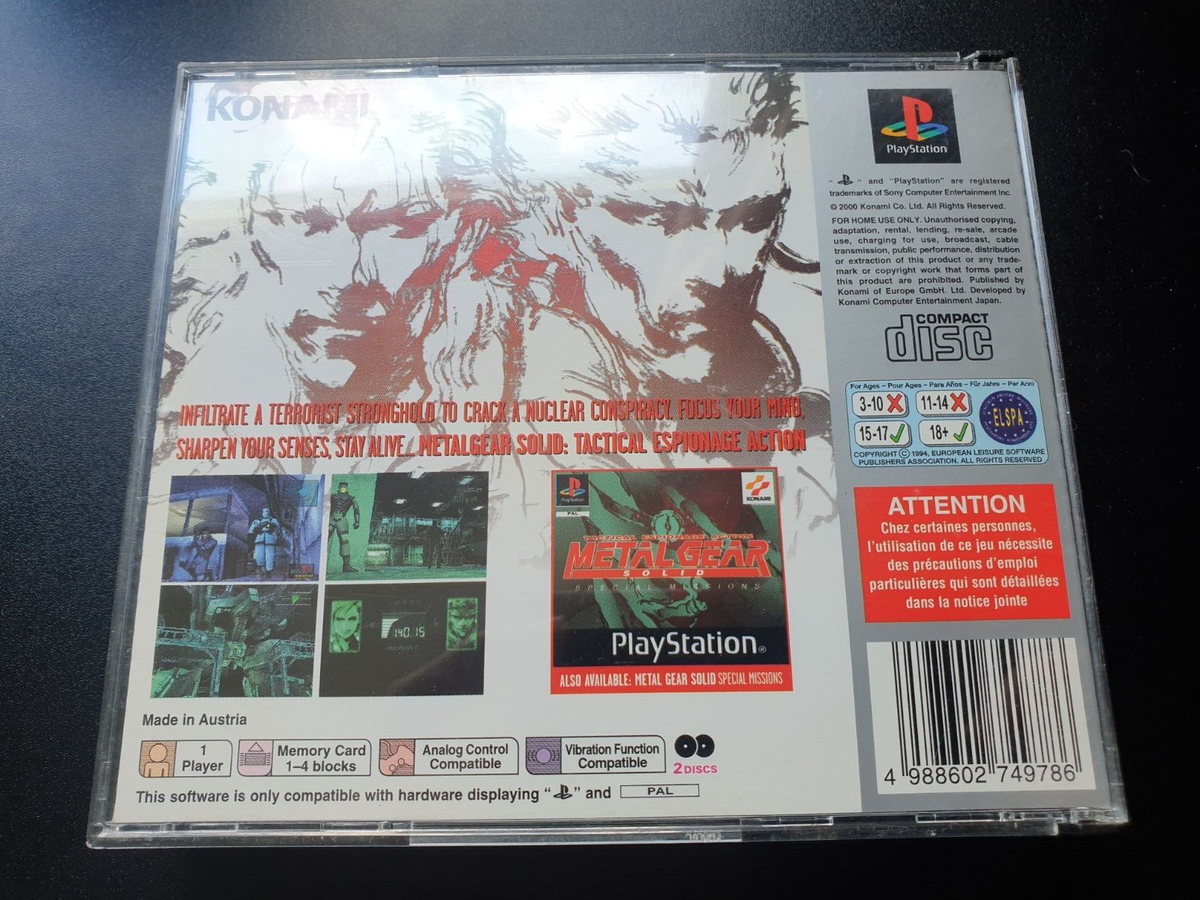 KONAMI
INFILTRATE A TERRORIST STRONGHOLD TO CRACK A NUCLEAR CONSPIRACY. FOCUS YOUR MIND,
SHARPEN YOUR SENSES, STAY ALIVE... METAL GEAR SOLID: TACTICAL ESPIONAGE ACTION
140.15
PlayStation
PAL
KONAMI
TACTICAL ESPIONAGE ACTION
METAL GEAR
SOLID
SPECIAL MISSIONS
PlayStation®
ALSO AVAILABLE: METAL GEAR SOLID SPECIAL MISSIONS
Made in Austria
1
Player
Memory Card
1–4 blocks
Analog Control
Compatible
Vibration Function
Compatible
2 DISCS
This software is only compatible with hardware displaying " " and PAL
PlayStation
" " and "PlayStation" are registered
trademarks of Sony Computer Entertainment Inc.
© 2000 Konami Co. Ltd. All Rights Reserved.
FOR HOME USE ONLY. Unauthorised copying,
adaptation, rental, lending, re-sale, arcade
use, charging for use, broadcast, cable
transmission, public performance, distribution
or extraction of this product or any trade-
mark or copyright work that forms part of
this product are prohibited. Published by
Konami of Europe GmbH. Ltd. Developed by
Konami Computer Entertainment Japan.
COMPACT
disc
For Ages – Pour Ages – Para Años – Für Jahre – Per Anni
3-10 11-14
15-17 18+
ELSPA
COPYRIGHT © 1994, EUROPEAN LEISURE SOFTWARE
PUBLISHERS ASSOCIATION. ALL RIGHTS RESERVED
ATTENTION
Chez certaines personnes,
l'utilisation de ce jeu nécessite
des précautions d'emploi
particulières qui sont détaillées
dans la notice jointe
4 988602 749786